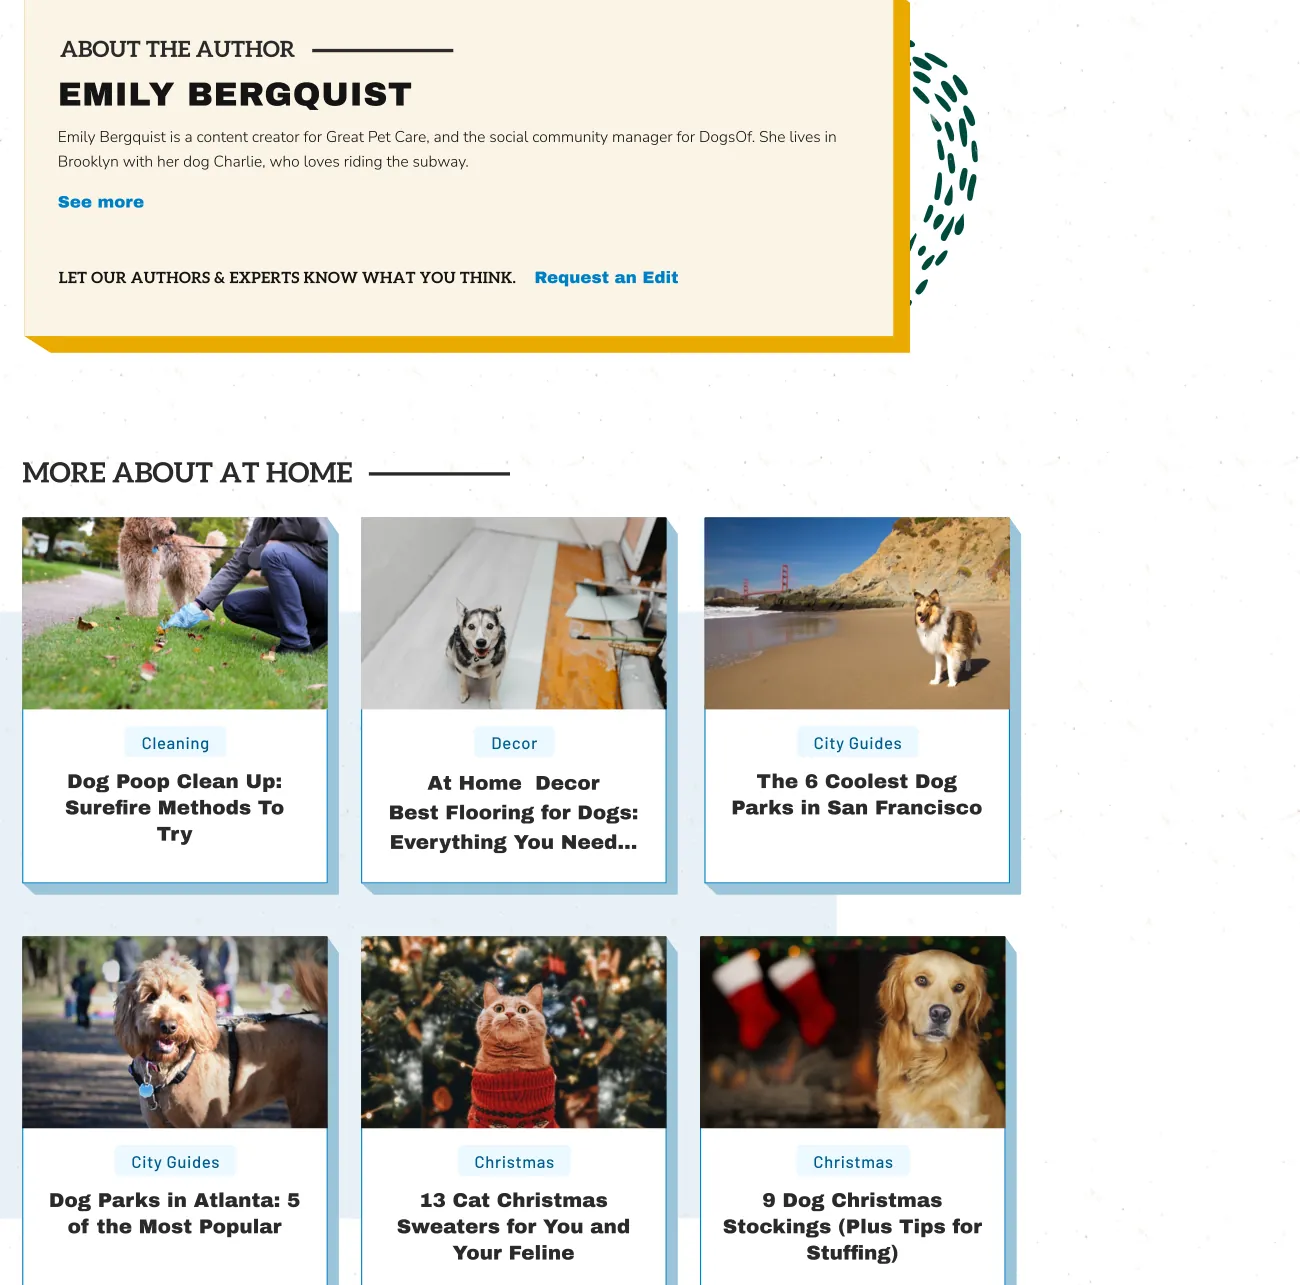 ABOUT THE AUTHOR
EMILY BERGQUIST
Emily Bergquist is a content creator for Great Pet Care, and the social community manager for DogsOf. She lives in
Brooklyn with her dog Charlie, who loves riding the subway.
See more
LET OUR AUTHORS & EXPERTS KNOW WHAT YOU THINK. Request an Edit
MORE ABOUT AT HOME
Cleaning
Dog Poop Clean Up:
Surefire Methods To
Try
Decor
At Home  Decor
Best Flooring for Dogs:
Everything You Need...
City Guides
The 6 Coolest Dog
Parks in San Francisco
City Guides
Dog Parks in Atlanta: 5
of the Most Popular
Christmas
13 Cat Christmas
Sweaters for You and
Your Feline
Christmas
9 Dog Christmas
Stockings (Plus Tips for
Stuffing)